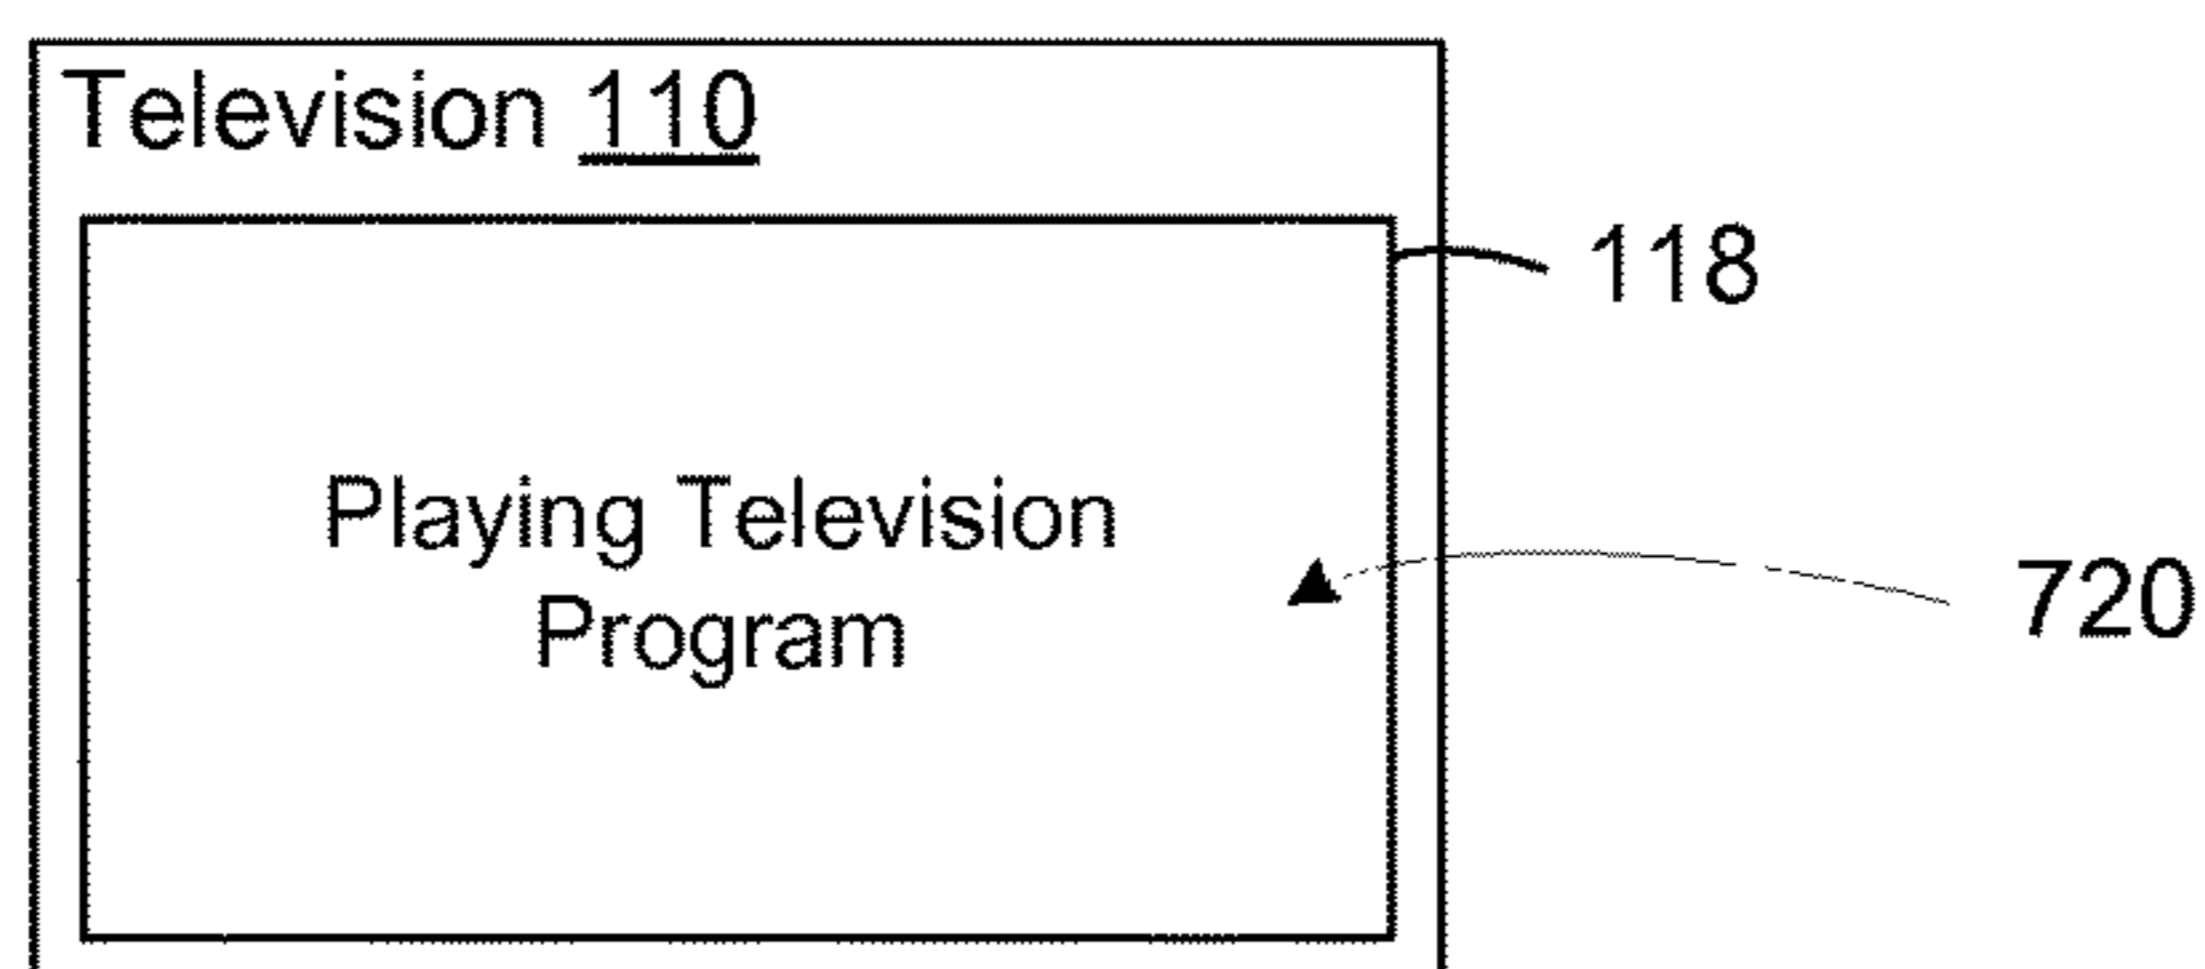 Television 110
118
Playing Television
Program
720